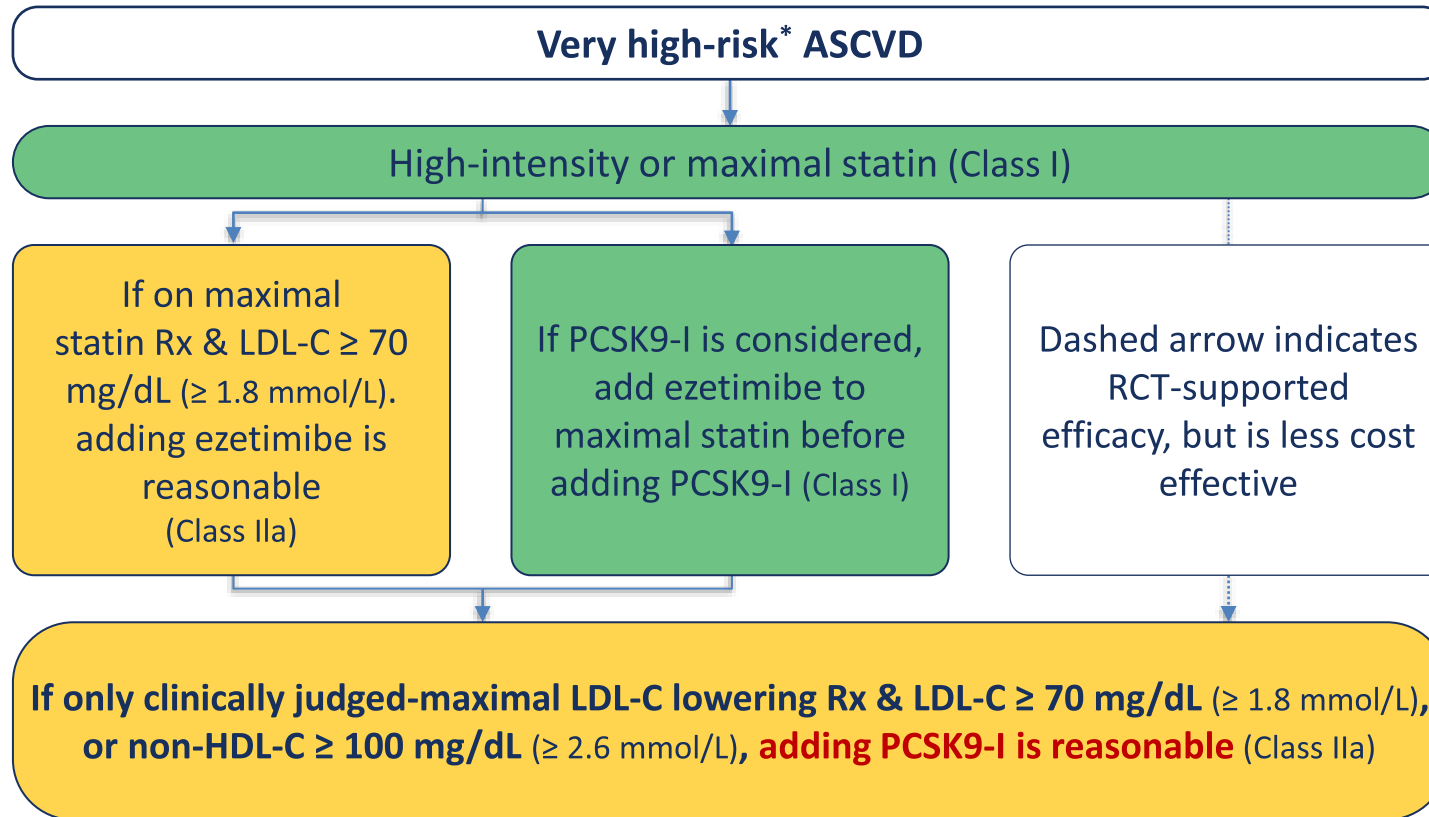 Very high-risk* ASCVD
High-intensity or maximal statin (Class I)
If on maximal
statin Rx & LDL-C ≥ 70
mg/dL (≥ 1.8 mmol/L).
adding ezetimibe is
reasonable
(Class IIa)
If PCSK9-I is considered,
add ezetimibe to
maximal statin before
adding PCSK9-I (Class I)
Dashed arrow indicates
RCT-supported
efficacy, but is less cost
effective
If only clinically judged-maximal LDL-C lowering Rx & LDL-C ≥ 70 mg/dL (≥ 1.8 mmol/L),
or non-HDL-C ≥ 100 mg/dL (≥ 2.6 mmol/L), adding PCSK9-I is reasonable (Class IIa)